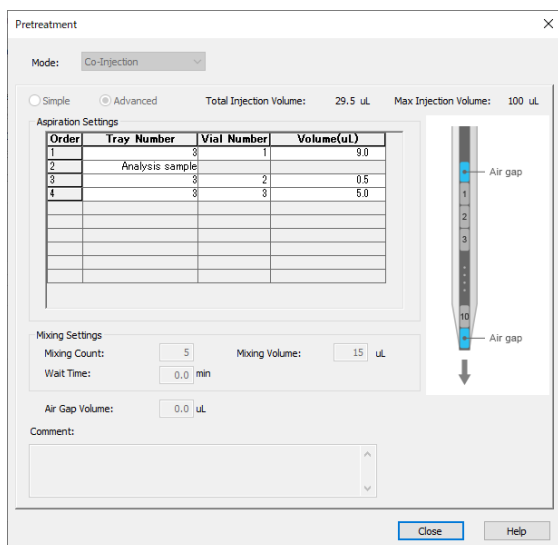 Pretreatment
Mode: Co-Injection
Simple Advanced Total Injection Volume: 29.5 uL Max Injection Volume: 100 uL
Aspiration Settings
Order Tray Number Vial Number Volume(uL)
1 3 1 9.0
2 Analysis sample
3 3 2 0.5
4 3 3 5.0
Air gap
1
2
3
10
Air gap
Mixing Settings
Mixing Count: 5 Mixing Volume: 15 uL
Wait Time: 0.0 min
Air Gap Volume: 0.0 uL
Comment:
Close Help